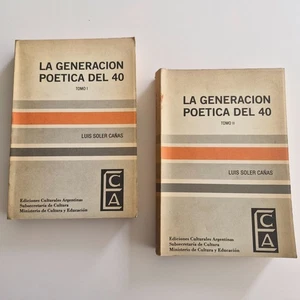 LA GENERACION
POETICA DEL 40
TOMO I
LUIS SOLER CAÑAS
CA
Ediciones Culturales Argentinas
Subsecretaría de Cultura
Ministerio de Cultura y Educación
LA GENERACION
POETICA DEL 40
TOMO II
LUIS SOLER CAÑAS
ECA
Ediciones Culturales Argentinas
Subsecretaría de Cultura
Ministerio de Cultura y Educación